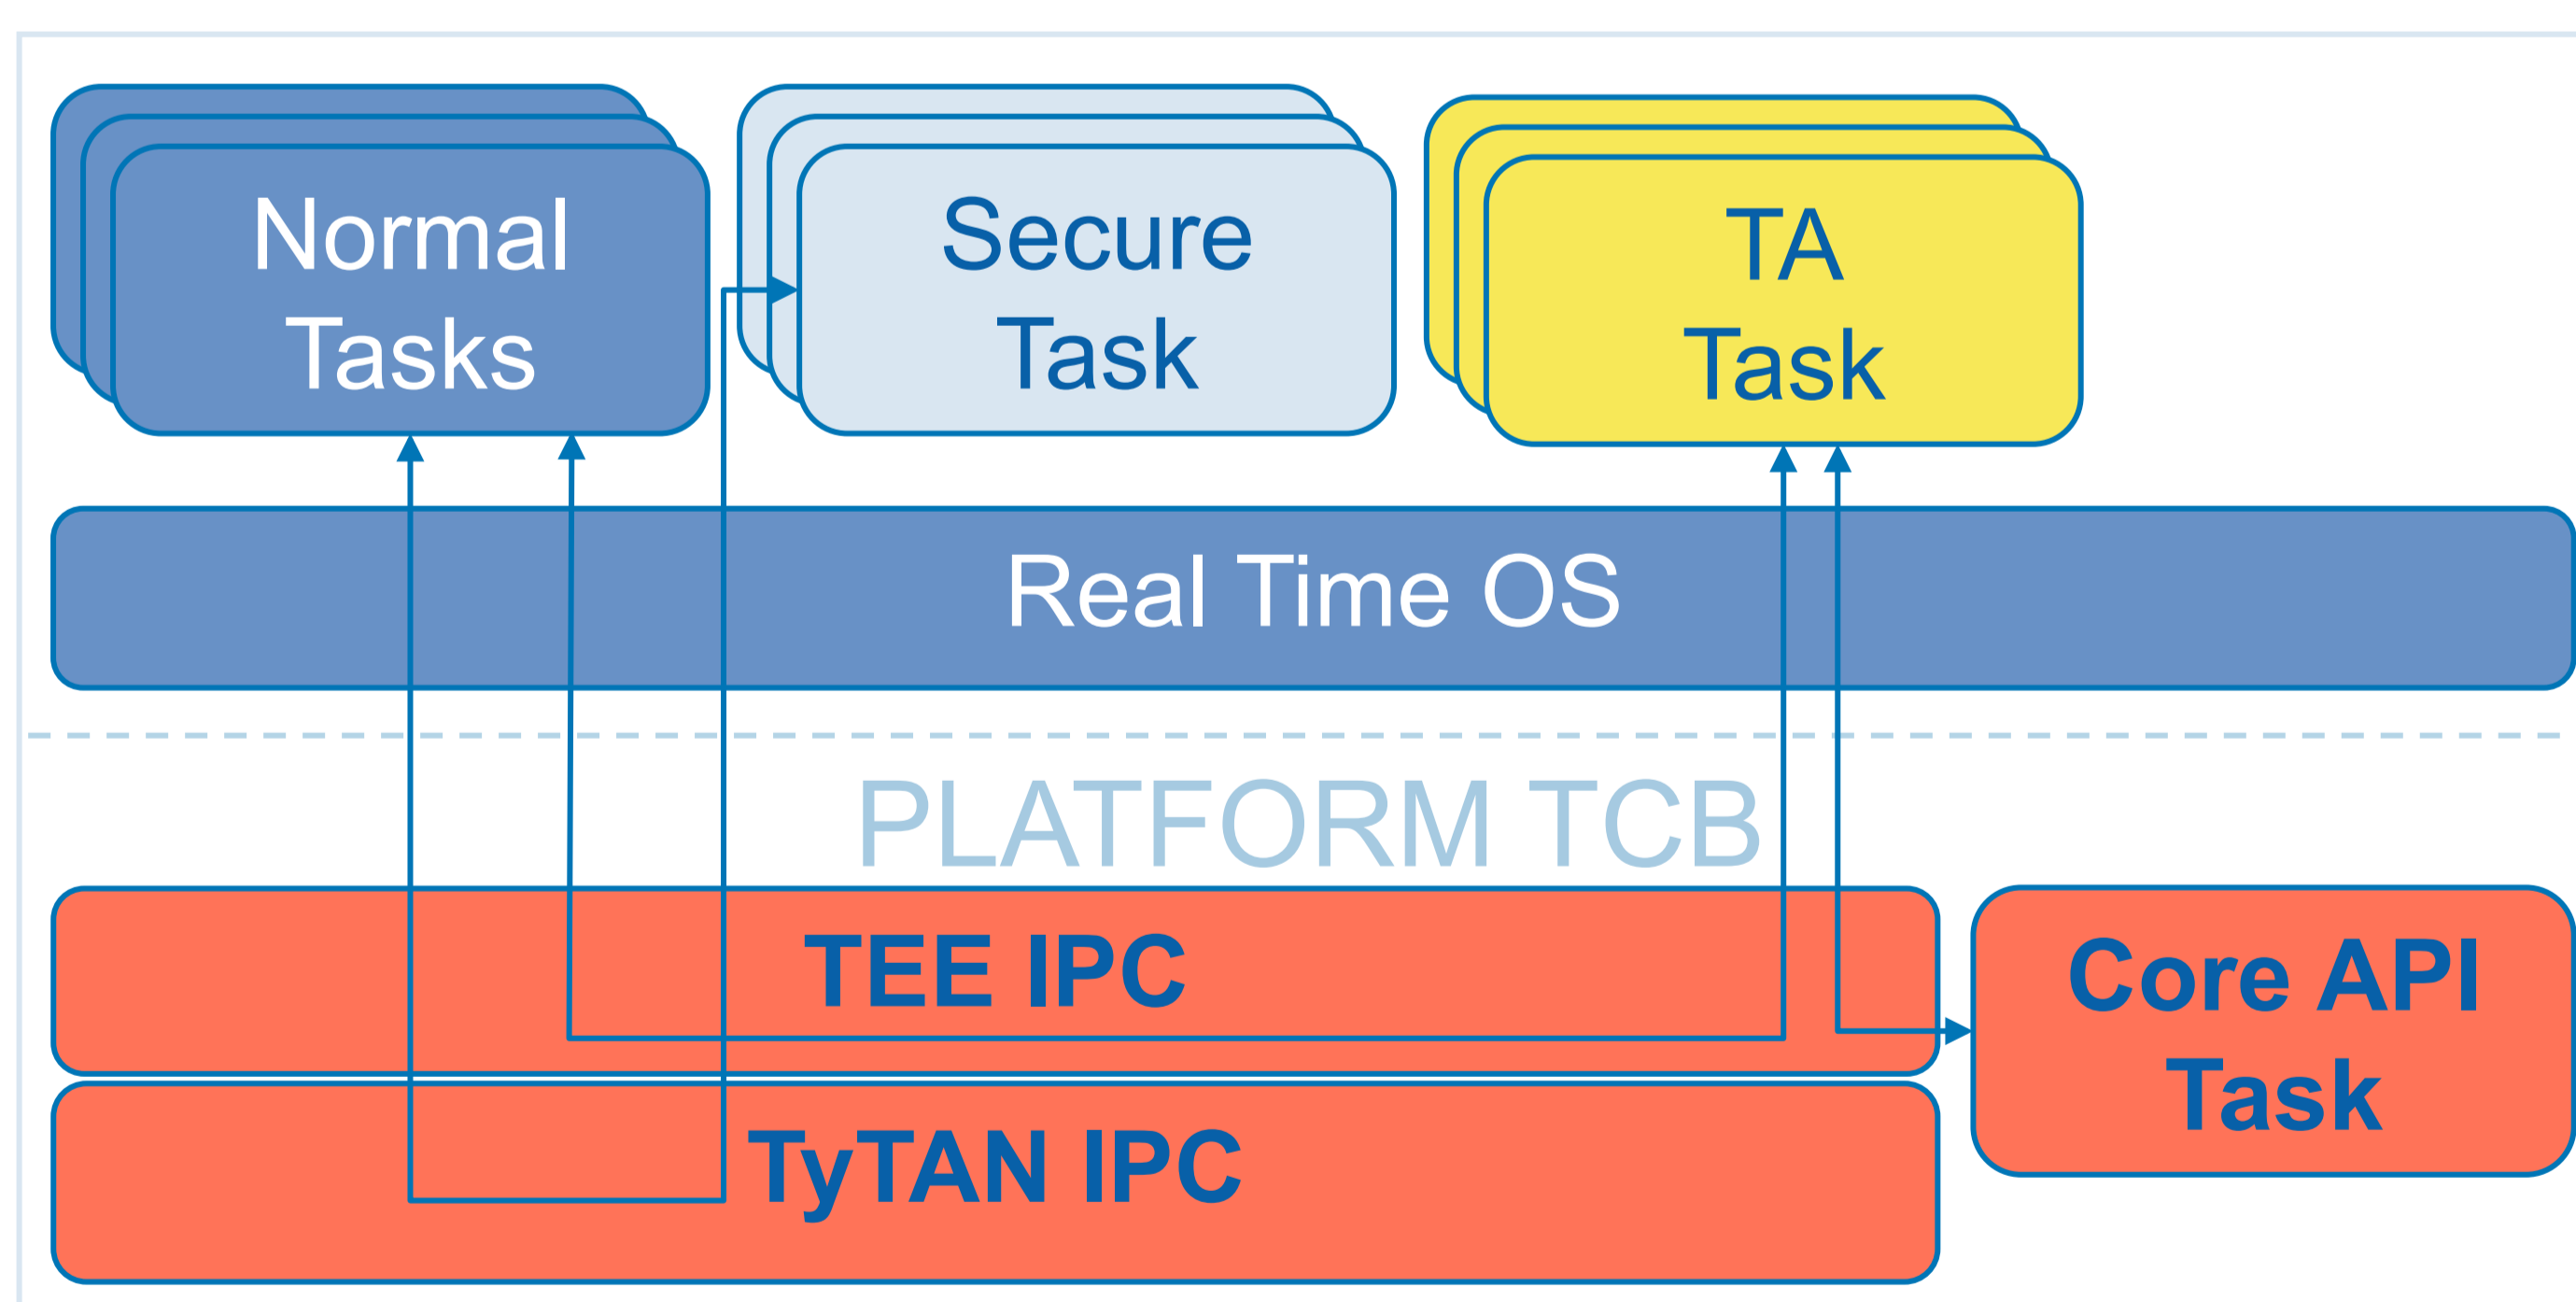 Normal
Tasks
Secure
Task
TA
Task
Real Time OS
PLATFORM TCB
TEE IPC
Core API
Task
TyTAN IPC